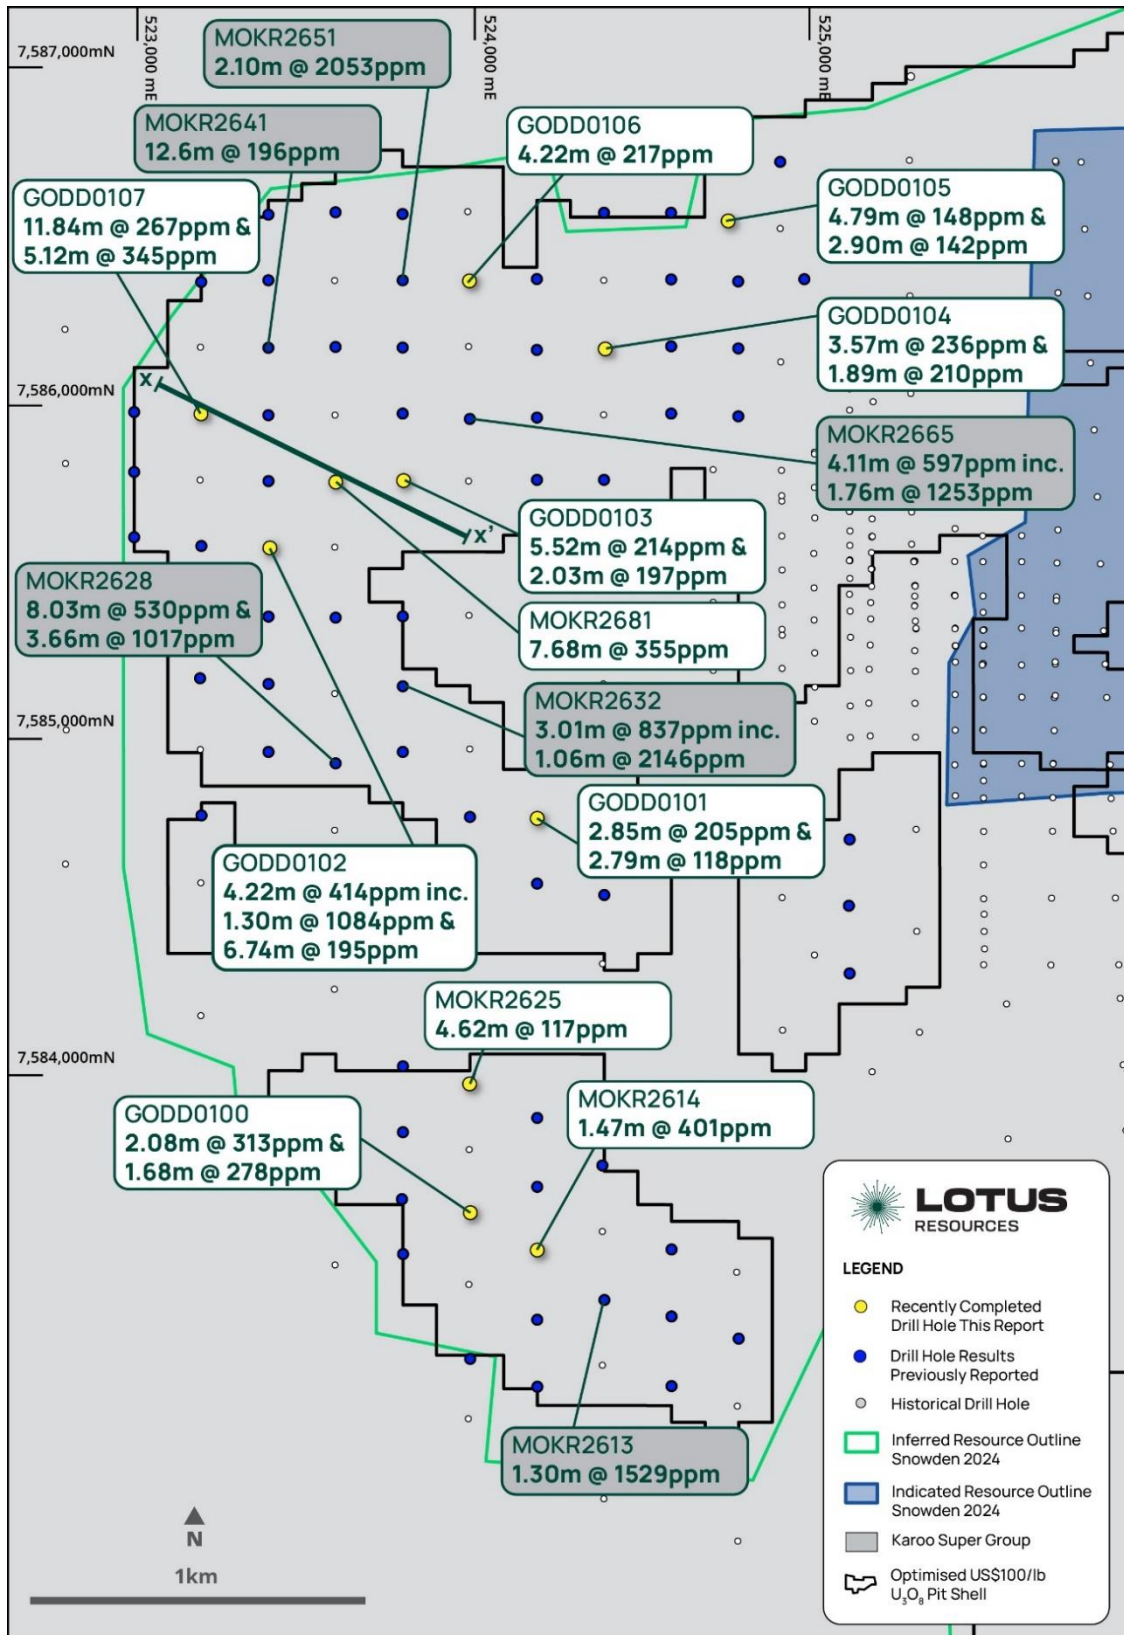 523,000 mE
524,000 mE
525,000 mE
7,587,000mN
MOKR2651
2.10m @ 2053ppm
MOKR2641
12.6m @ 196ppm
GODD0106
4.22m @ 217ppm
GODD0107
11.84m @ 267ppm &
5.12m @ 345ppm
GODD0105
4.79m @ 148ppm &
2.90m @ 142ppm
GODD0104
3.57m @ 236ppm &
1.89m @ 210ppm
x
7,586,000mN
MOKR2665
4.11m @ 597ppm inc.
1.76m @ 1253ppm
x'
GODD0103
5.52m @ 214ppm &
2.03m @ 197ppm
MOKR2628
8.03m @ 530ppm &
3.66m @ 1017ppm
MOKR2681
7.68m @ 355ppm
MOKR2632
3.01m @ 837ppm inc.
1.06m @ 2146ppm
7,585,000mN
GODD0101
2.85m @ 205ppm &
2.79m @ 118ppm
GODD0102
4.22m @ 414ppm inc.
1.30m @ 1084ppm &
6.74m @ 195ppm
MOKR2625
4.62m @ 117ppm
7,584,000mN
MOKR2614
1.47m @ 401ppm
GODD0100
2.08m @ 313ppm &
1.68m @ 278ppm
MOKR2613
1.30m @ 1529ppm
N
1km
LOTUS
RESOURCES
LEGEND
Recently Completed
Drill Hole This Report
Drill Hole Results
Previously Reported
Historical Drill Hole
Inferred Resource Outline
Snowden 2024
Indicated Resource Outline
Snowden 2024
Karoo Super Group
Optimised US$100/lb
U₃O₈ Pit Shell